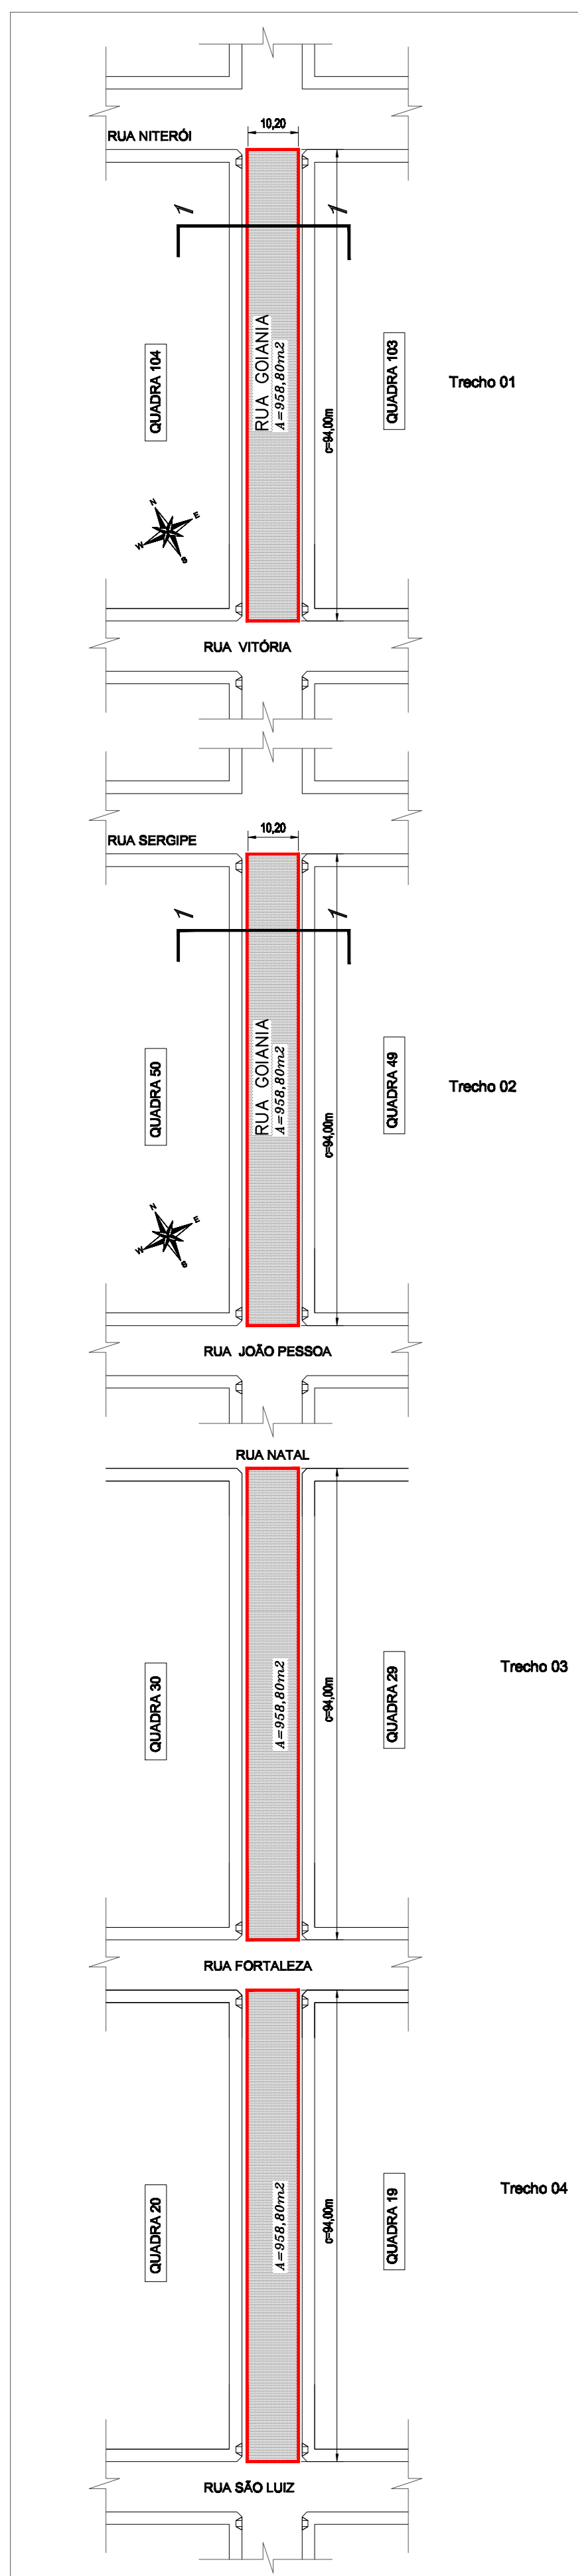 10,20
RUA NITERÓI
1
1
RUA GOIANIA
A=958,80m2
QUADRA 104
QUADRA 103
Trecho 01
c=94,00m
N
E
W
S
RUA VITÓRIA
10,20
RUA SERGIPE
1
1
RUA GOIANIA
A=958,80m2
QUADRA 50
QUADRA 49
Trecho 02
c=94,00m
N
E
W
S
RUA JOÃO PESSOA
RUA NATAL
A=958,80m2
QUADRA 30
QUADRA 29
Trecho 03
c=94,00m
RUA FORTALEZA
A=958,80m2
QUADRA 20
QUADRA 19
Trecho 04
c=94,00m
RUA SÃO LUIZ